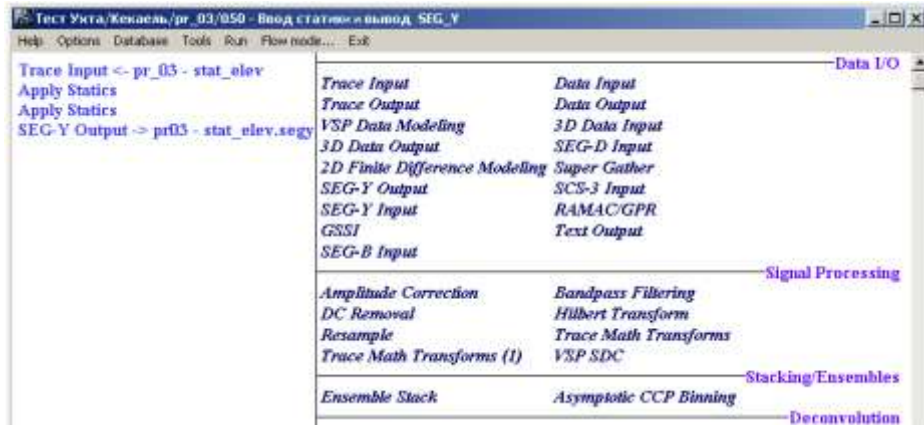 Тест Ухта/Кекаель/pr_03/050 - Ввод статики и вывод SEG_Y
Help Options Database Tools Run Flow mode... Exit
Trace Input <- pr_03 - stat_elev
Apply Statics
Apply Statics
SEG-Y Output -> pr03 - stat_elev.segy
Data I/O
Trace Input Data Input
Trace Output Data Output
VSP Data Modeling 3D Data Input
3D Data Output SEG-D Input
2D Finite Difference Modeling Super Gather
SEG-Y Output SCS-3 Input
SEG-Y Input RAMAC/GPR
GSSI Text Output
SEG-B Input
Signal Processing
Amplitude Correction Bandpass Filtering
DC Removal Hilbert Transform
Resample Trace Math Transforms
Trace Math Transforms (1) VSP SDC
Stacking/Ensembles
Ensemble Stack Asymptotic CCP Binning
Deconvolution